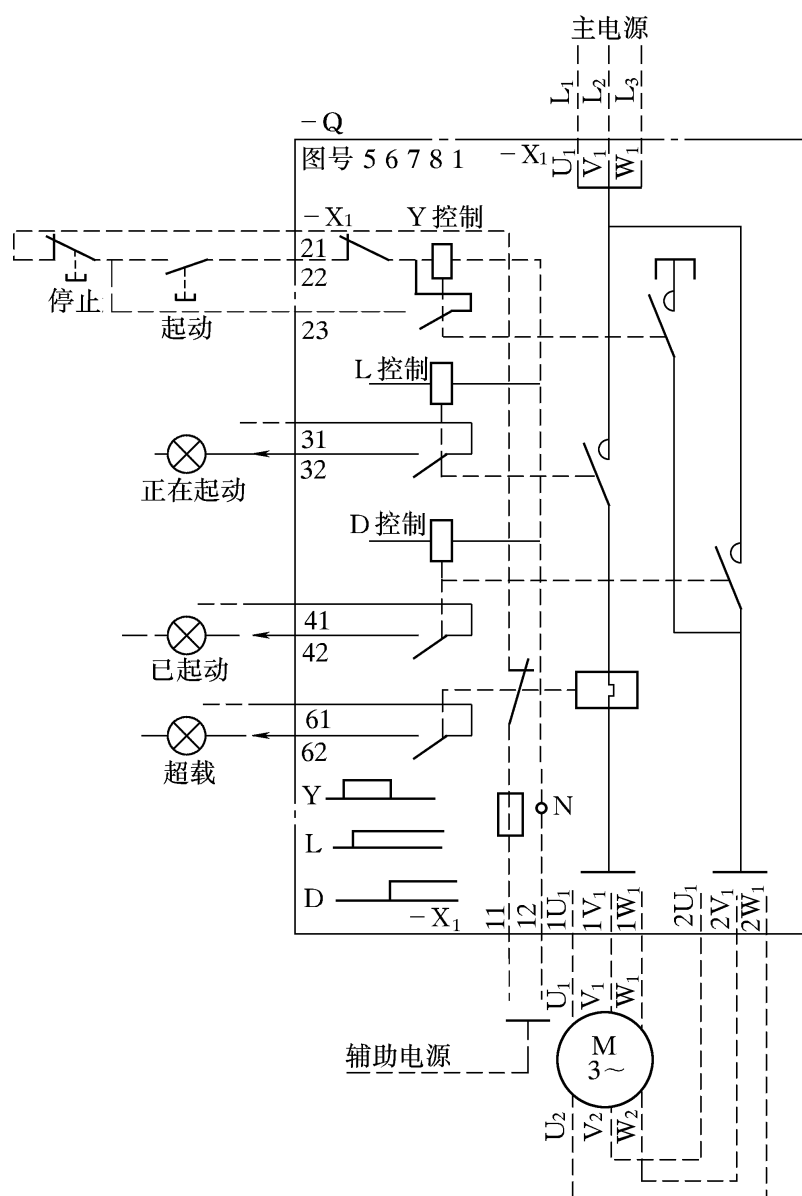 主电源
L₁ L₂ L₃
－Q
图号 5 6 7 8 1
－X₁ U₁ V₁ W₁
－X₁
Y 控制
21
22
停止
起动
23
L 控制
31
32
正在起动
D 控制
41
42
已起动
61
62
超载
Y
N
L
D
－X₁
11 12 1U₁ 1V₁ 1W₁ 2U₁ 2V₁ 2W₁
U₁ V₁ W₁
辅助电源
M
3～
U₂ V₂ W₂